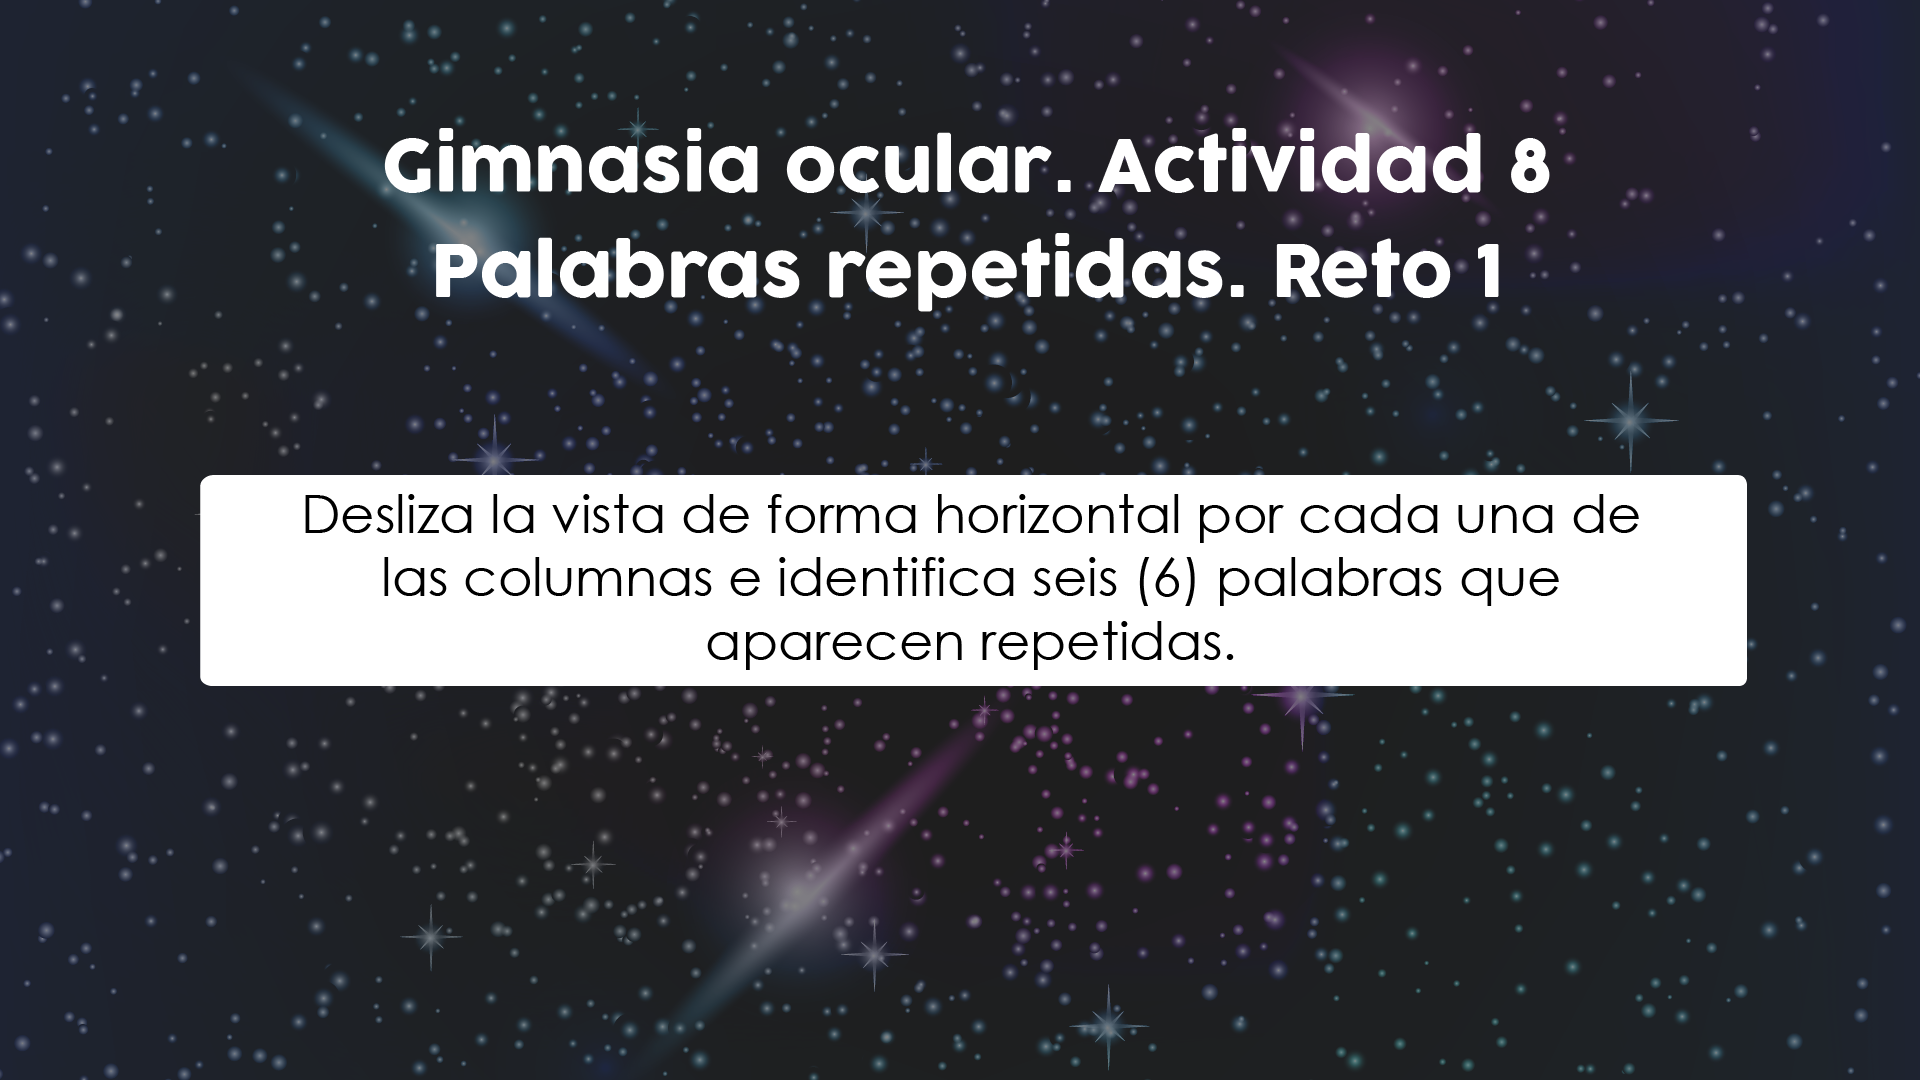 Gimnasia ocular. Actividad 8
Palabras repetidas. Reto 1
Desliza la vista de forma horizontal por cada una de
las columnas e identifica seis (6) palabras que
aparecen repetidas.